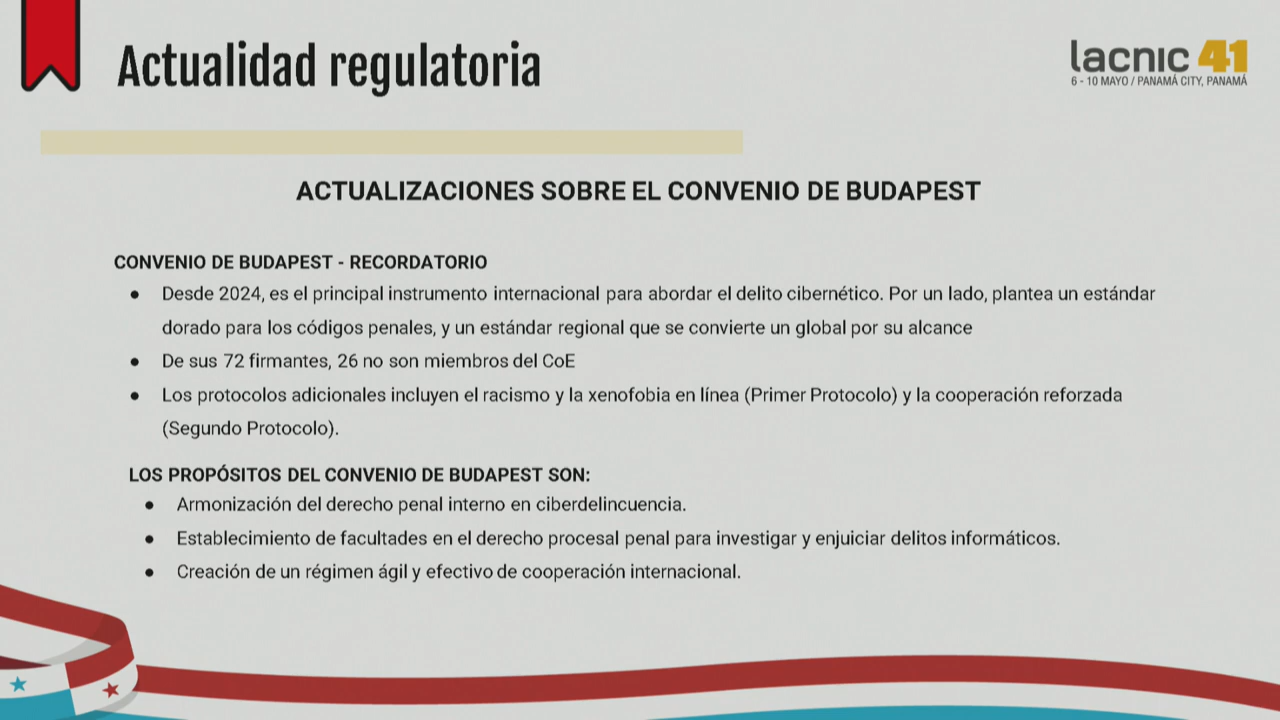 Actualidad regulatoria
lacnic 41
6 - 10 MAYO / PANAMÁ CITY, PANAMÁ
ACTUALIZACIONES SOBRE EL CONVENIO DE BUDAPEST
CONVENIO DE BUDAPEST - RECORDATORIO
● Desde 2024, es el principal instrumento internacional para abordar el delito cibernético. Por un lado, plantea un estándar
dorado para los códigos penales, y un estándar regional que se convierte un global por su alcance
● De sus 72 firmantes, 26 no son miembros del CoE
● Los protocolos adicionales incluyen el racismo y la xenofobia en línea (Primer Protocolo) y la cooperación reforzada
(Segundo Protocolo).
LOS PROPÓSITOS DEL CONVENIO DE BUDAPEST SON:
● Armonización del derecho penal interno en ciberdelincuencia.
● Establecimiento de facultades en el derecho procesal penal para investigar y enjuiciar delitos informáticos.
● Creación de un régimen ágil y efectivo de cooperación internacional.